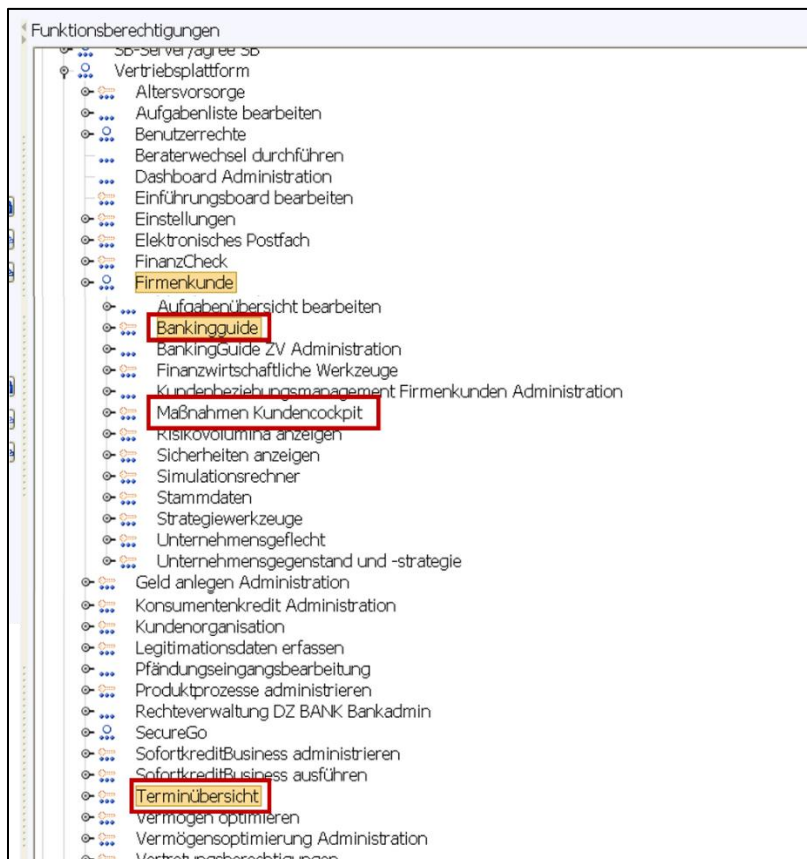 Funktionsberechtigungen
SB-Server/agree SB
Vertriebsplattform
Altersvorsorge
Aufgabenliste bearbeiten
Benutzerrechte
Beraterwechsel durchführen
Dashboard Administration
Einführungsboard bearbeiten
Einstellungen
Elektronisches Postfach
FinanzCheck
Firmenkunde
Aufgabenübersicht bearbeiten
Bankingguide
BankingGuide ZV Administration
Finanzwirtschaftliche Werkzeuge
Kundenbeziehungsmanagement Firmenkunden Administration
Maßnahmen Kundencockpit
Risikovolumina anzeigen
Sicherheiten anzeigen
Simulationsrechner
Stammdaten
Strategiewerkzeuge
Unternehmensgeflecht
Unternehmensgegenstand und -strategie
Geld anlegen Administration
Konsumentenkredit Administration
Kundenorganisation
Legitimationsdaten erfassen
Pfändungseingangsbearbeitung
Produktprozesse administrieren
Rechteverwaltung DZ BANK Bankadmin
SecureGo
SofortkreditBusiness administrieren
SofortkreditBusiness ausführen
Terminübersicht
Vermögen optimieren
Vermögensoptimierung Administration
Vertretungsberechtigungen